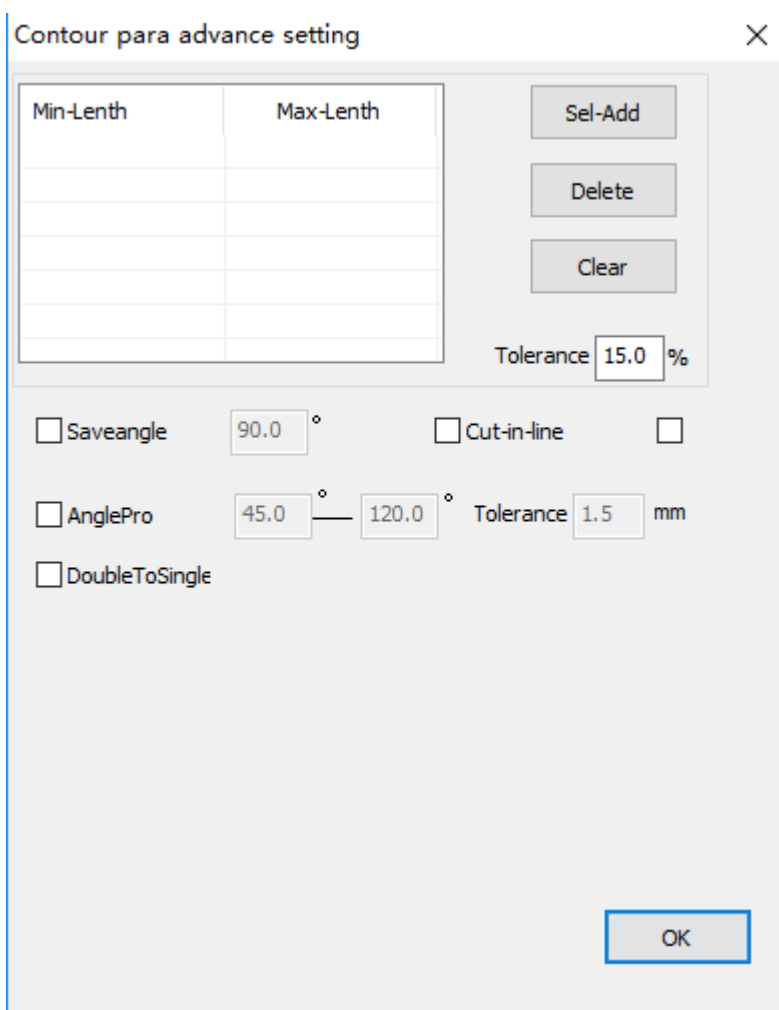 Contour para advance setting
Min-Lenth Max-Lenth
Sel-Add
Delete
Clear
Tolerance 15.0 %
Saveangle 90.0 ° Cut-in-line
AnglePro 45.0 ° — 120.0 ° Tolerance 1.5 mm
DoubleToSingle
OK